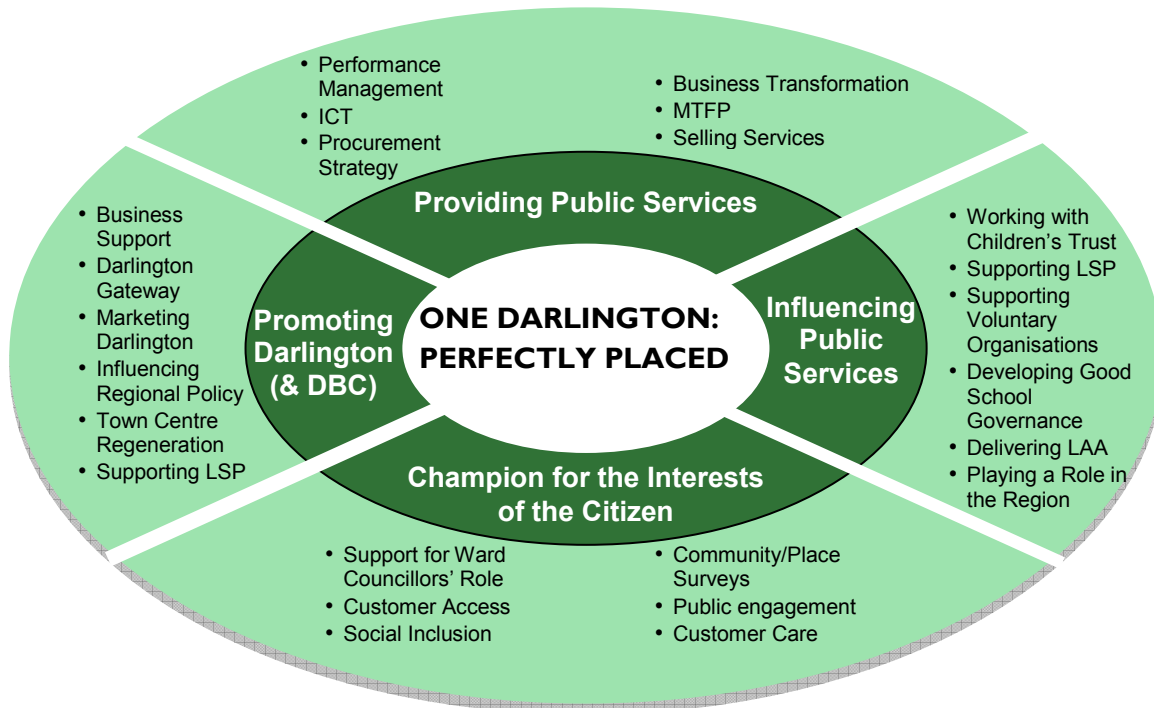 • Performance
Management
• ICT
• Procurement
Strategy
• Business Transformation
• MTFP
• Selling Services
Providing Public Services
• Business
Support
• Darlington
Gateway
• Marketing
Darlington
• Influencing
Regional Policy
• Town Centre
Regeneration
• Supporting LSP
Promoting
Darlington
(& DBC)
ONE DARLINGTON:
PERFECTLY PLACED
Influencing
Public
Services
• Working with
Children’s Trust
• Supporting LSP
• Supporting
Voluntary
Organisations
• Developing Good
School
Governance
• Delivering LAA
• Playing a Role in
the Region
Champion for the Interests
of the Citizen
• Support for Ward
Councillors’ Role
• Customer Access
• Social Inclusion
• Community/Place
Surveys
• Public engagement
• Customer Care